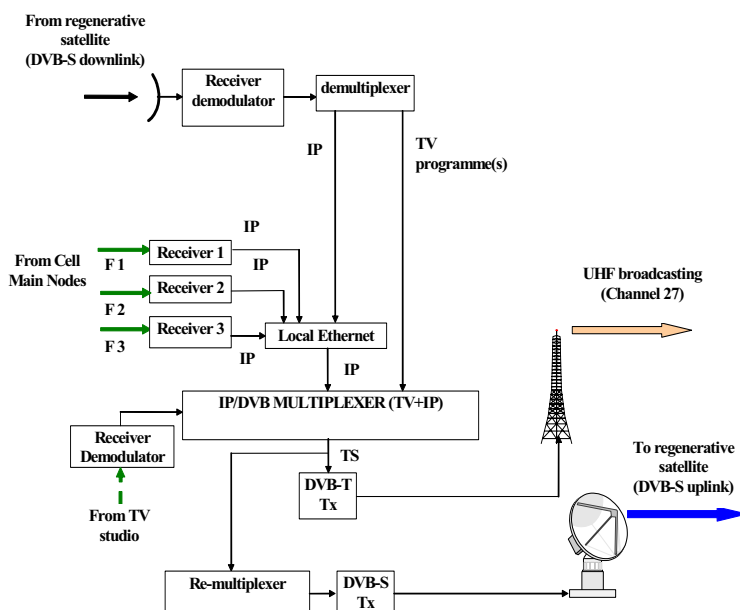 From regenerative
satellite
(DVB-S downlink)
Receiver
demodulator
demultiplexer
IP
TV
programme(s)
IP
From Cell
Main Nodes
F 1
Receiver 1
IP
F 2
Receiver 2
F 3
Receiver 3
IP
Local Ethernet
IP
UHF broadcasting
(Channel 27)
IP/DVB MULTIPLEXER (TV+IP)
Receiver
Demodulator
From TV
studio
TS
DVB-T
Tx
To regenerative
satellite
(DVB-S uplink)
Re-multiplexer
DVB-S
Tx